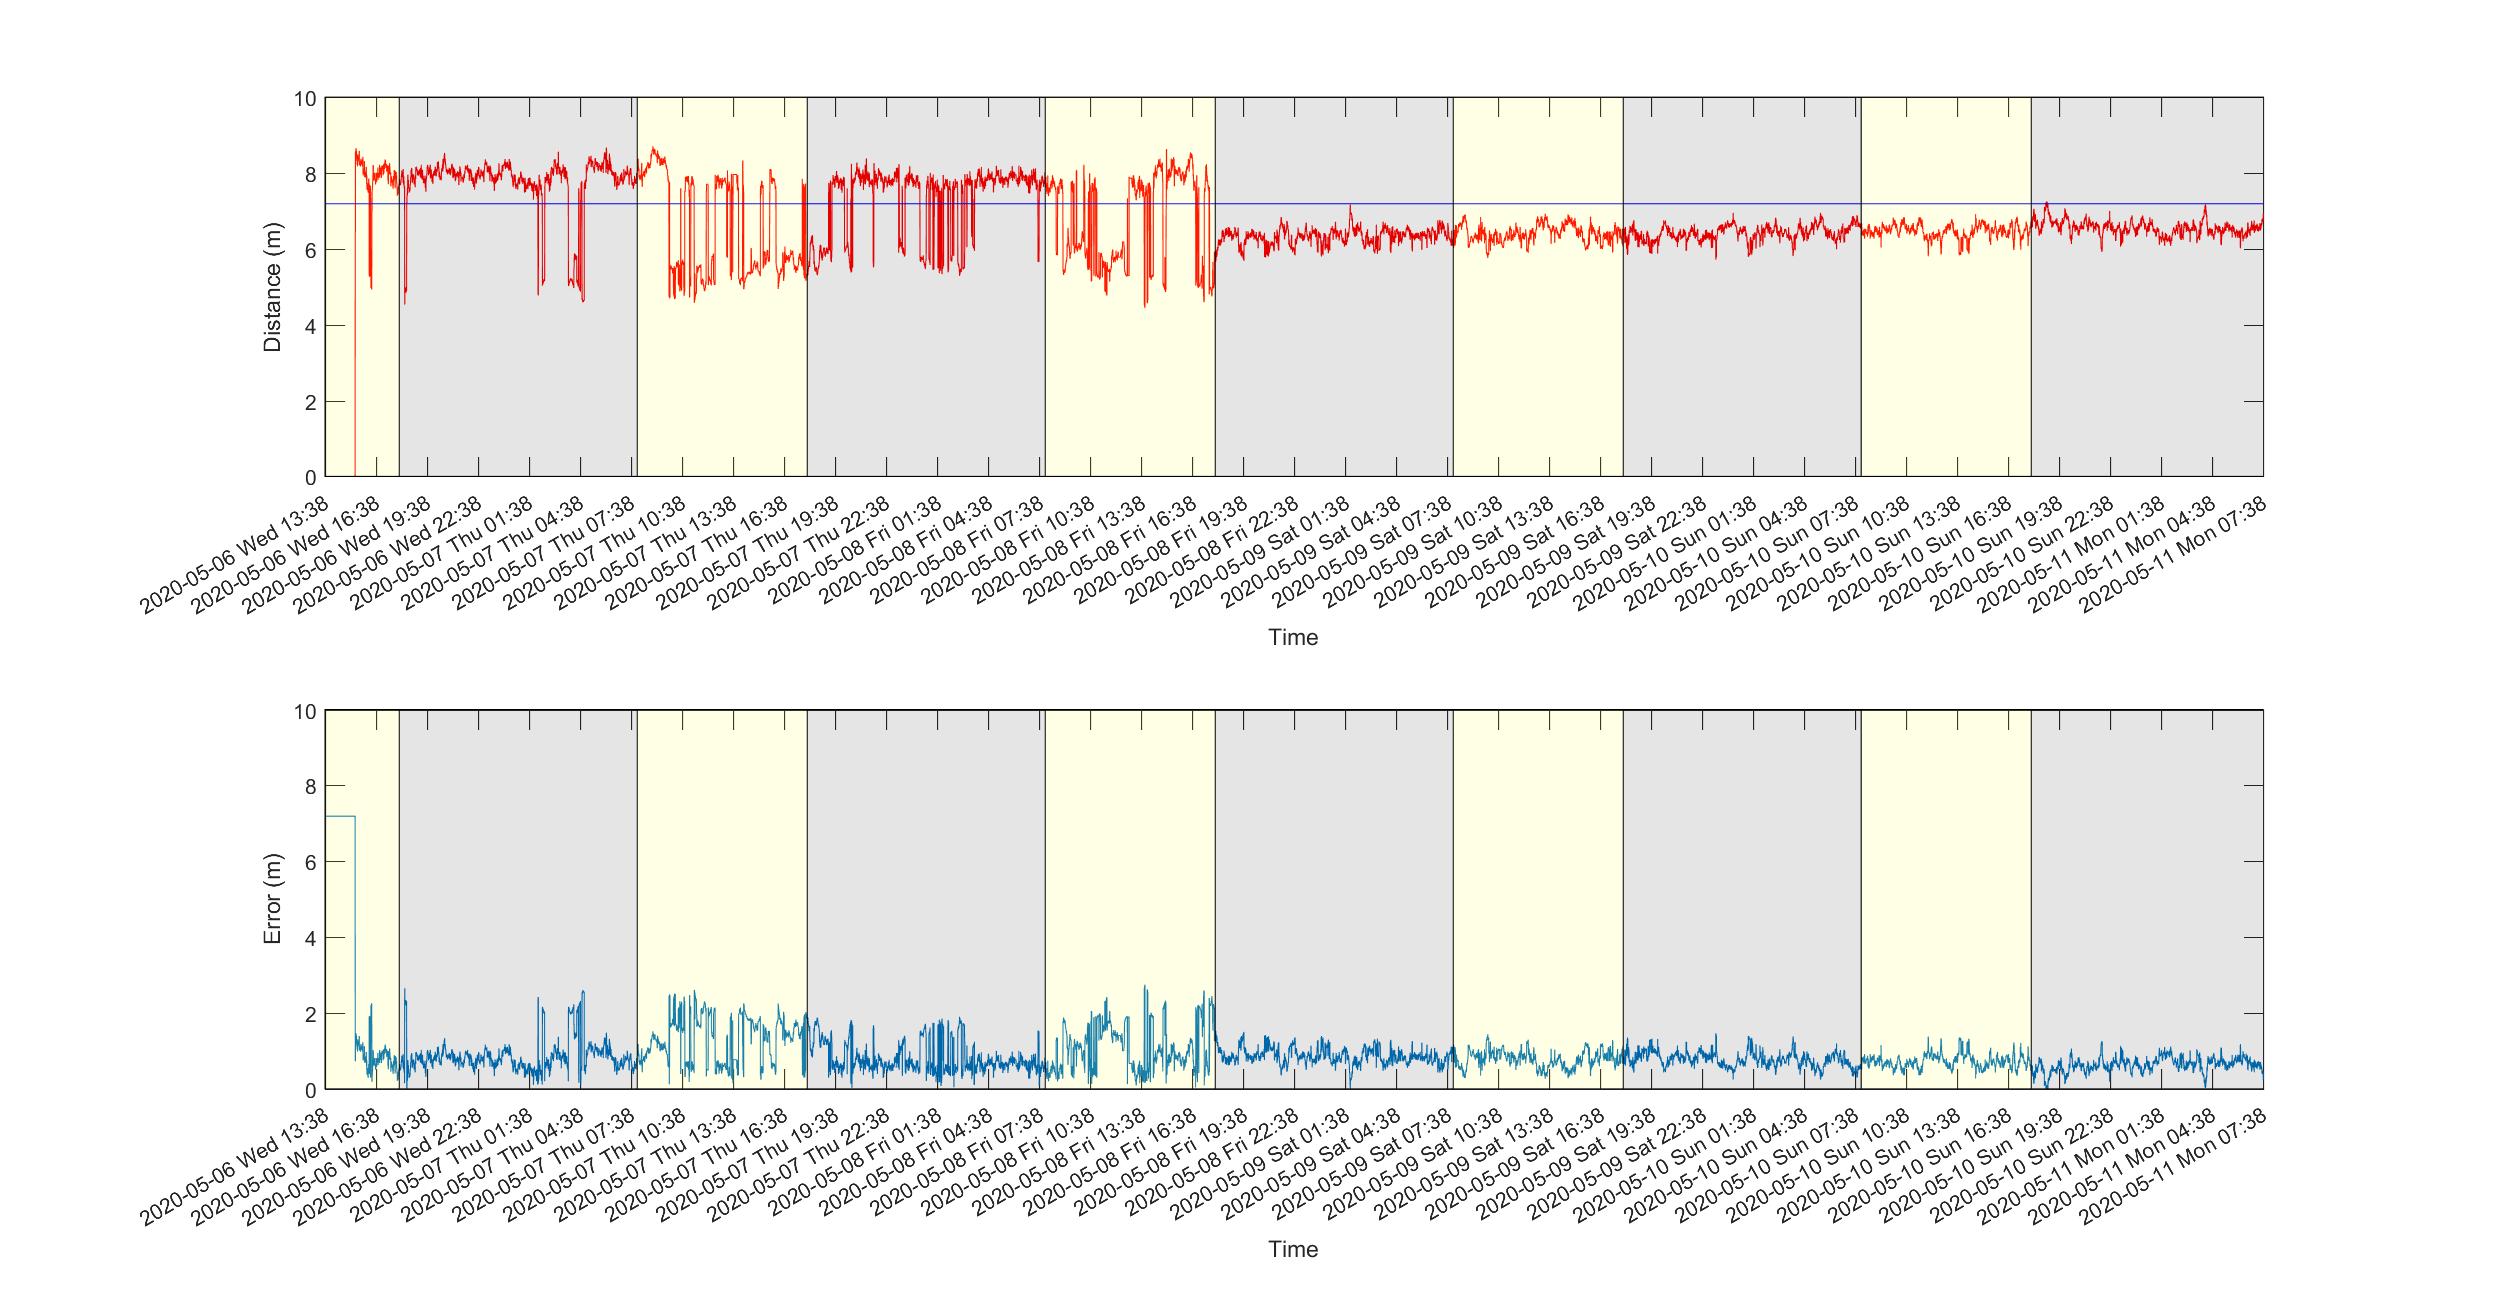 10
8
6
4
2
0
Distance (m)
2020-05-06 Wed 13:38
2020-05-06 Wed 16:38
2020-05-06 Wed 19:38
2020-05-06 Wed 22:38
2020-05-07 Thu 01:38
2020-05-07 Thu 04:38
2020-05-07 Thu 07:38
2020-05-07 Thu 10:38
2020-05-07 Thu 13:38
2020-05-07 Thu 16:38
2020-05-07 Thu 19:38
2020-05-07 Thu 22:38
2020-05-08 Fri 01:38
2020-05-08 Fri 04:38
2020-05-08 Fri 07:38
2020-05-08 Fri 10:38
2020-05-08 Fri 13:38
2020-05-08 Fri 16:38
2020-05-08 Fri 19:38
2020-05-08 Fri 22:38
2020-05-09 Sat 01:38
2020-05-09 Sat 04:38
2020-05-09 Sat 07:38
2020-05-09 Sat 10:38
2020-05-09 Sat 13:38
2020-05-09 Sat 16:38
2020-05-09 Sat 19:38
2020-05-09 Sat 22:38
2020-05-10 Sun 01:38
2020-05-10 Sun 04:38
2020-05-10 Sun 07:38
2020-05-10 Sun 10:38
2020-05-10 Sun 13:38
2020-05-10 Sun 16:38
2020-05-10 Sun 19:38
2020-05-10 Sun 22:38
2020-05-11 Mon 01:38
2020-05-11 Mon 04:38
2020-05-11 Mon 07:38
Time
10
8
6
4
2
0
Error (m)
2020-05-06 Wed 13:38
2020-05-06 Wed 16:38
2020-05-06 Wed 19:38
2020-05-06 Wed 22:38
2020-05-07 Thu 01:38
2020-05-07 Thu 04:38
2020-05-07 Thu 07:38
2020-05-07 Thu 10:38
2020-05-07 Thu 13:38
2020-05-07 Thu 16:38
2020-05-07 Thu 19:38
2020-05-07 Thu 22:38
2020-05-08 Fri 01:38
2020-05-08 Fri 04:38
2020-05-08 Fri 07:38
2020-05-08 Fri 10:38
2020-05-08 Fri 13:38
2020-05-08 Fri 16:38
2020-05-08 Fri 19:38
2020-05-08 Fri 22:38
2020-05-09 Sat 01:38
2020-05-09 Sat 04:38
2020-05-09 Sat 07:38
2020-05-09 Sat 10:38
2020-05-09 Sat 13:38
2020-05-09 Sat 16:38
2020-05-09 Sat 19:38
2020-05-09 Sat 22:38
2020-05-10 Sun 01:38
2020-05-10 Sun 04:38
2020-05-10 Sun 07:38
2020-05-10 Sun 10:38
2020-05-10 Sun 13:38
2020-05-10 Sun 16:38
2020-05-10 Sun 19:38
2020-05-10 Sun 22:38
2020-05-11 Mon 01:38
2020-05-11 Mon 04:38
2020-05-11 Mon 07:38
Time